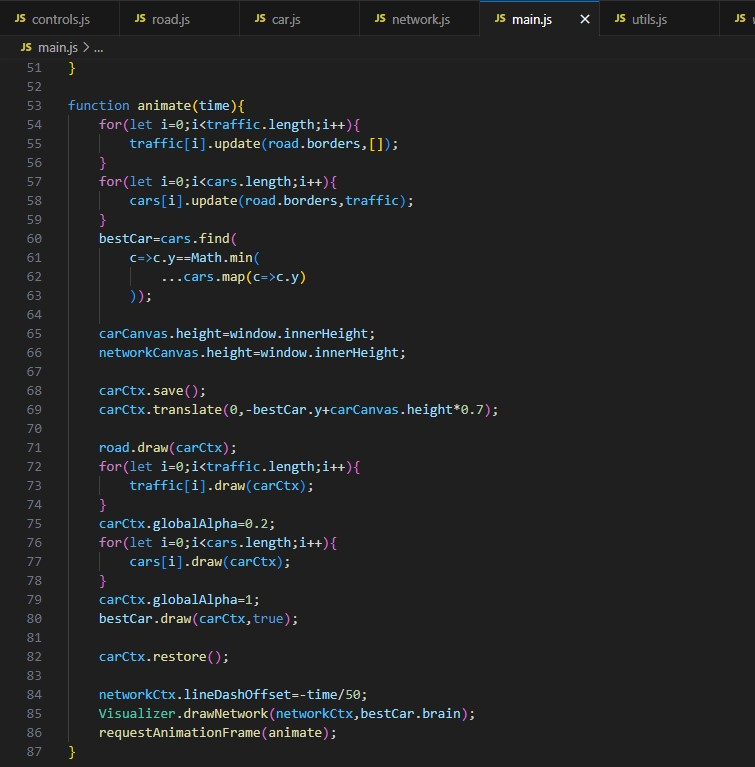 JS controls.js JS road.js JS car.js JS network.js JS main.js × JS utils.js JS
JS main.js > ...
51 }
52
53 function animate(time){
54     for(let i=0;i<traffic.length;i++){
55         traffic[i].update(road.borders,[]);
56     }
57     for(let i=0;i<cars.length;i++){
58         cars[i].update(road.borders,traffic);
59     }
60     bestCar=cars.find(
61         c=>c.y==Math.min(
62             ...cars.map(c=>c.y)
63         ));
64
65     carCanvas.height=window.innerHeight;
66     networkCanvas.height=window.innerHeight;
67
68     carCtx.save();
69     carCtx.translate(0,-bestCar.y+carCanvas.height*0.7);
70
71     road.draw(carCtx);
72     for(let i=0;i<traffic.length;i++){
73         traffic[i].draw(carCtx);
74     }
75     carCtx.globalAlpha=0.2;
76     for(let i=0;i<cars.length;i++){
77         cars[i].draw(carCtx);
78     }
79     carCtx.globalAlpha=1;
80     bestCar.draw(carCtx,true);
81
82     carCtx.restore();
83
84     networkCtx.lineDashOffset=-time/50;
85     Visualizer.drawNetwork(networkCtx,bestCar.brain);
86     requestAnimationFrame(animate);
87 }